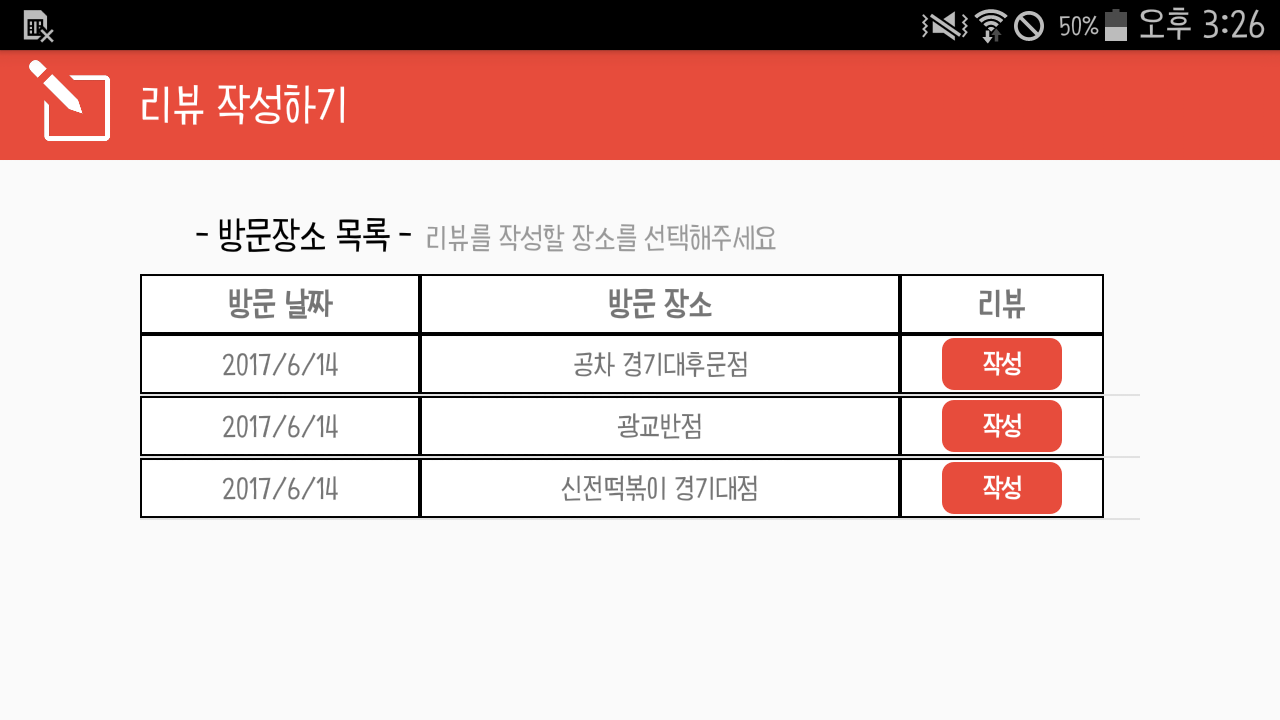 50% 오후 3:26
리뷰 작성하기
- 방문장소 목록 - 리뷰를 작성할 장소를 선택해주세요
방문 날짜 방문 장소 리뷰
2017/6/14 공차 경기대후문점 작성
2017/6/14 광교반점 작성
2017/6/14 신전떡볶이 경기대점 작성